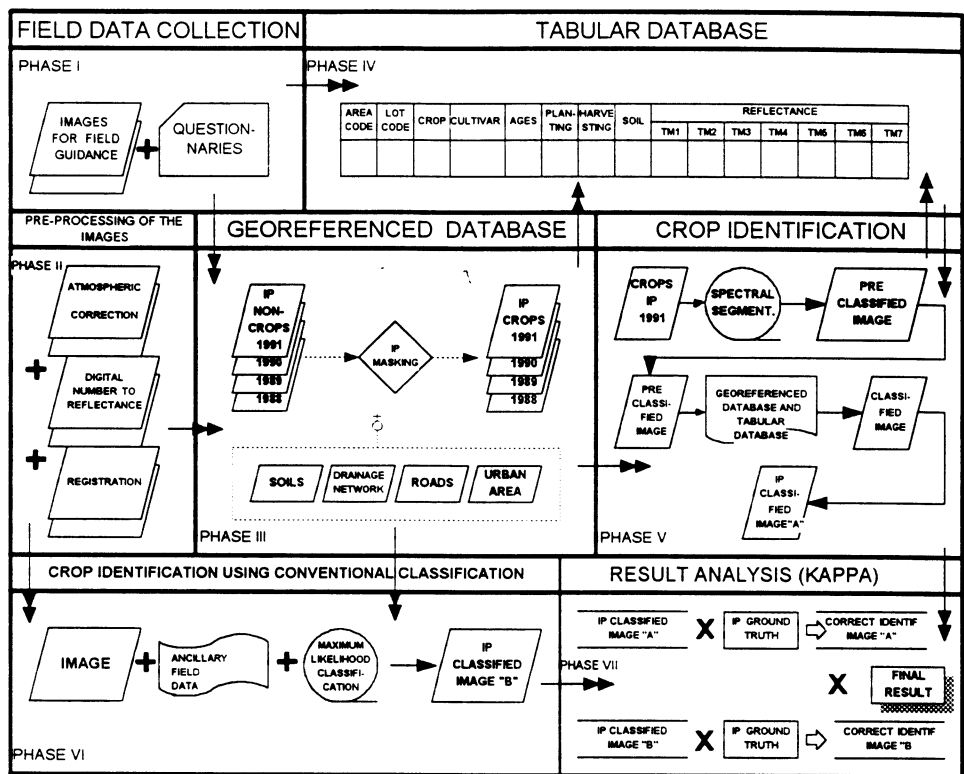 FIELD DATA COLLECTION
PHASE I
IMAGES
FOR FIELD
GUIDANCE
QUESTION-
NARIES
TABULAR DATABASE
PHASE IV
AREA
CODE
LOT
CODE
CROP
CULTIVAR
AGES
PLAN-
TING
HARVE
STING
SOIL
REFLECTANCE
TM1
TM2
TM3
TM4
TM5
TM6
TM7
PRE-PROCESSING OF THE
IMAGES
PHASE II
ATMOSPHERIC
CORRECTION
+
DIGITAL
NUMBER TO
REFLECTANCE
+
REGISTRATION
GEOREFERENCED DATABASE
IP
NON-
CROPS
1991
1990
1989
1988
IP
MASKING
IP
CROPS
1991
1990
1989
1988
SOILS
DRAINAGE
NETWORK
ROADS
URBAN
AREA
PHASE III
CROP IDENTIFICATION
CROPS
IP
1991
SPECTRAL
SEGMENT.
PRE
CLASSIFIED
IMAGE
PRE
CLASSI-
FIED
IMAGE
GEOREFERENCED
DATABASE AND
TABULAR
DATABASE
CLASSI-
FIED
IMAGE
IP
CLASSI-
FIED
IMAGE"A"
PHASE V
CROP IDENTIFICATION USING CONVENTIONAL CLASSIFICATION
IMAGE
+
ANCILLARY
FIELD
DATA
+
MAXIMUM
LIKELIHOOD
CLASSIFI-
CATION
IP
CLASSIFIED
IMAGE "B"
PHASE VI
RESULT ANALYSIS (KAPPA)
PHASE VII
IP CLASSIFIED
IMAGE "A"
X
IP GROUND
TRUTH
CORRECT IDENTIF
IMAGE "A"
X
FINAL
RESULT
IP CLASSIFIED
IMAGE "B"
X
IP GROUND
TRUTH
CORRECT IDENTIF
IMAGE "B